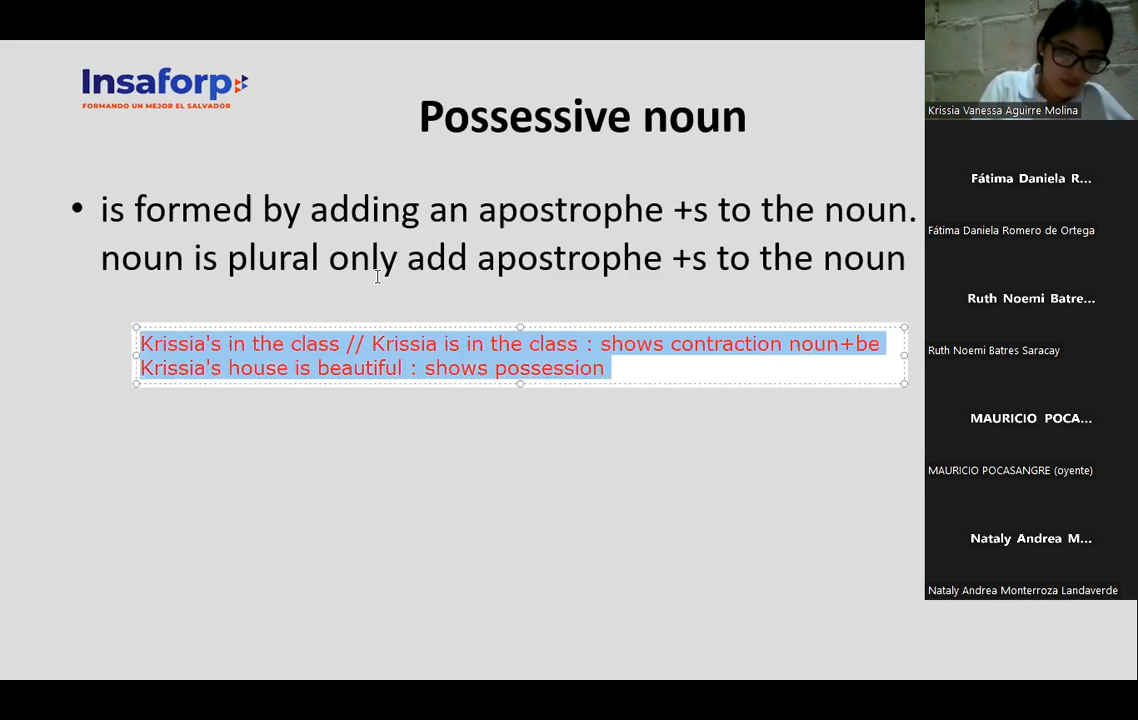 Insaforp
FORMANDO UN MEJOR EL SALVADOR
Possessive noun
• is formed by adding an apostrophe +s to the noun.
noun is plural only add apostrophe +s to the noun
Krissia's in the class // Krissia is in the class : shows contraction noun+be
Krissia's house is beautiful : shows possession
Krissia Vanessa Aguirre Molina
Fátima Daniela R...
Fátima Daniela Romero de Ortega
Ruth Noemi Batre...
Ruth Noemi Batres Saracay
MAURICIO POCA...
MAURICIO POCASANGRE (oyente)
Nataly Andrea M...
Nataly Andrea Monterroza Landaverde